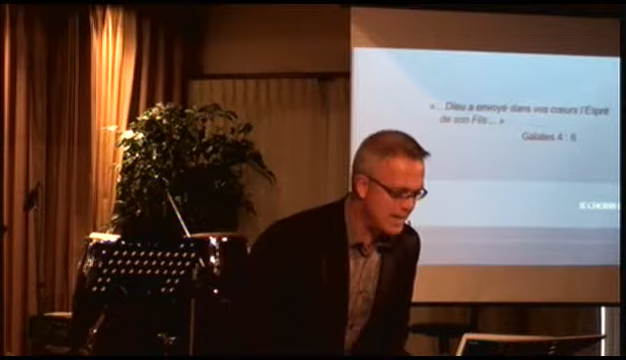 «... Dieu a envoyé dans vos cœurs l'Esprit
de son Fils... »
Galates 4 : 6